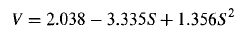 V = 2.038 – 3.335S + 1.356S²